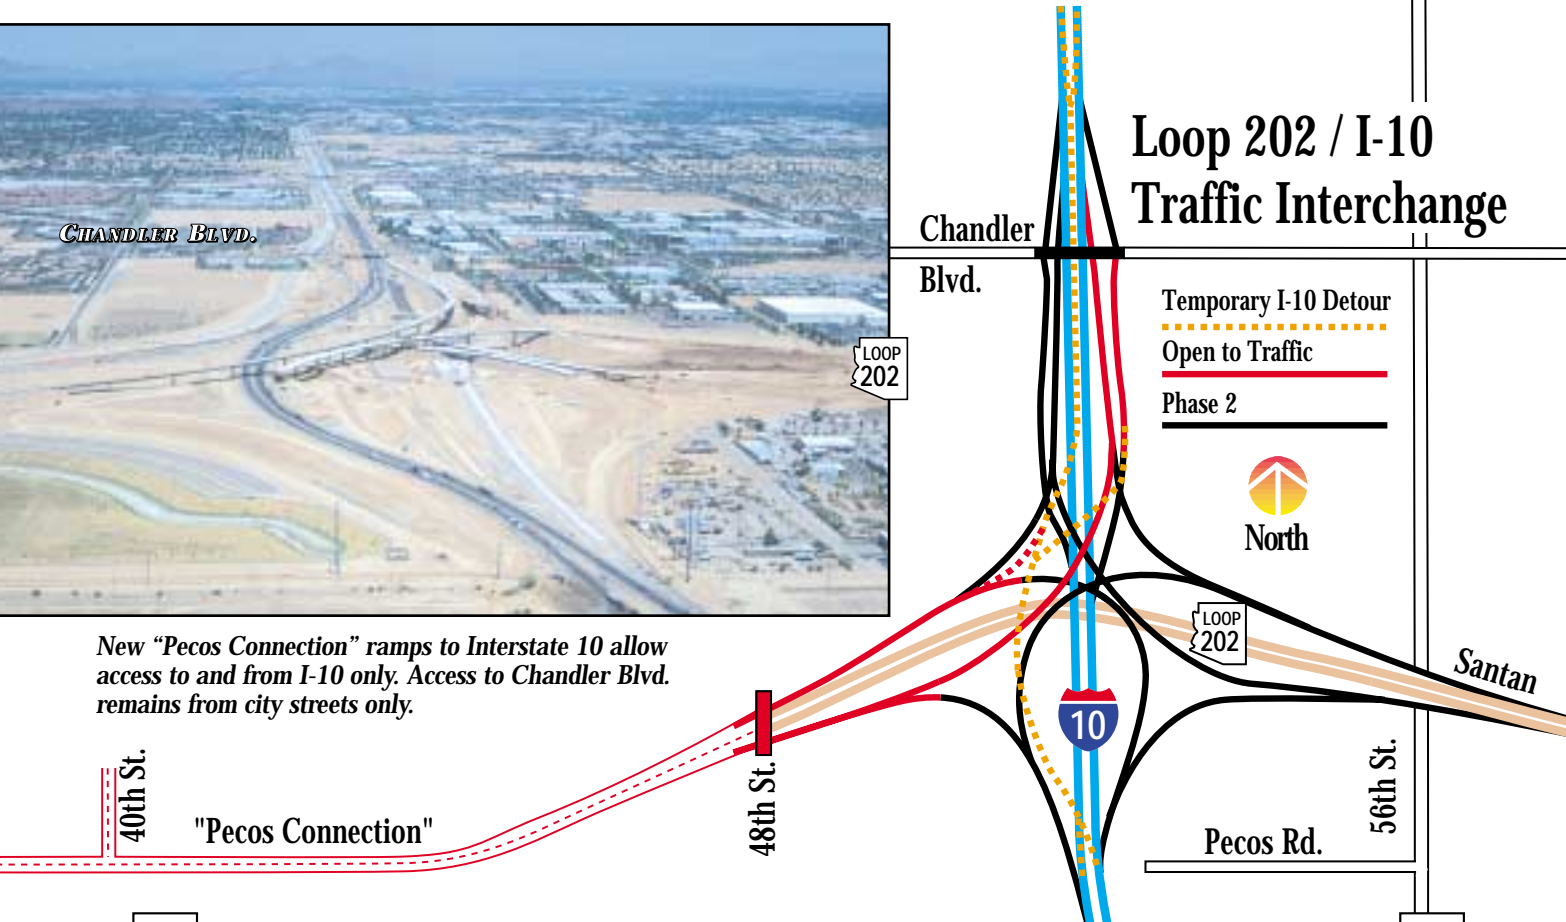 Loop 202 / I-10
Traffic Interchange
CHANDLER BLVD.
Chandler
Blvd.
Temporary I-10 Detour
Open to Traffic
Phase 2
North
LOOP
202
LOOP
202
Santan
10
New “Pecos Connection” ramps to Interstate 10 allow
access to and from I-10 only. Access to Chandler Blvd.
remains from city streets only.
40th St.
"Pecos Connection"
48th St.
56th St.
Pecos Rd.